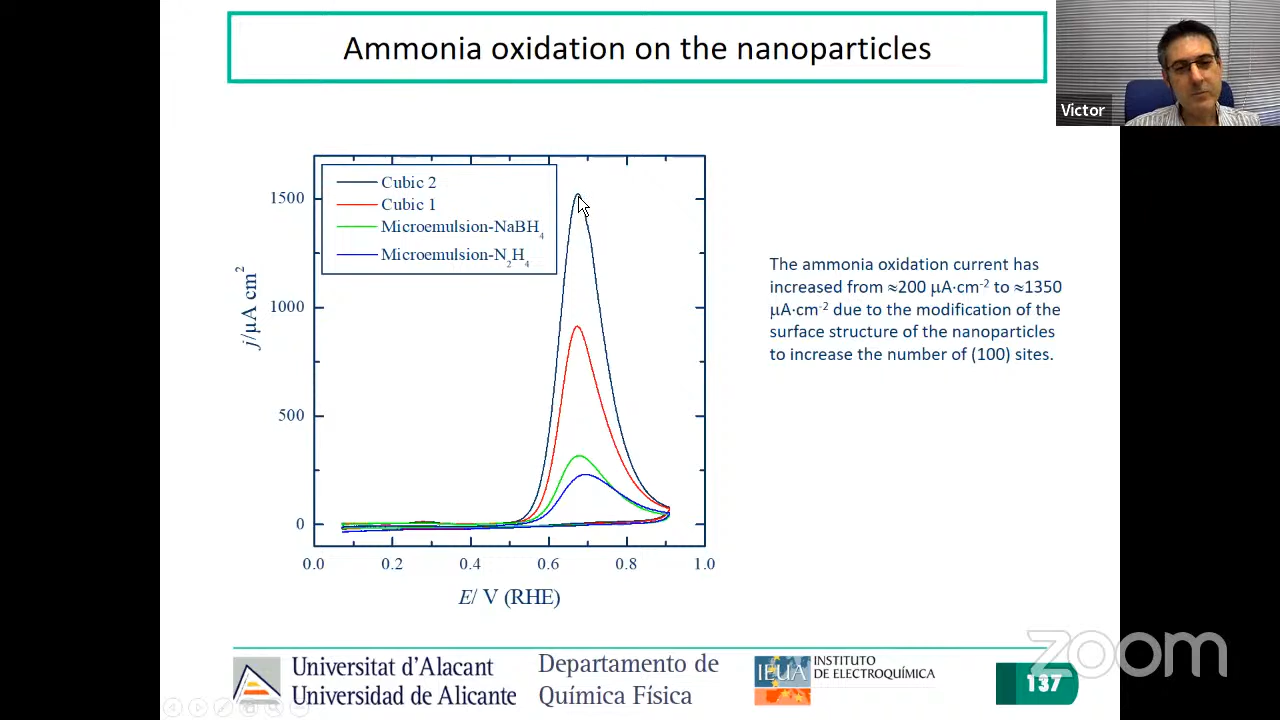 Ammonia oxidation on the nanoparticles
Victor
Cubic 2
Cubic 1
Microemulsion-NaBH₄
Microemulsion-N₂H₄
1500
1000
500
0
j/μA cm²
0.0 0.2 0.4 0.6 0.8 1.0
E/ V (RHE)
The ammonia oxidation current has
increased from ≈200 μA·cm⁻² to ≈1350
μA·cm⁻² due to the modification of the
surface structure of the nanoparticles
to increase the number of (100) sites.
Universitat d'Alacant
Universidad de Alicante
Departamento de
Química Física
IEUA
INSTITUTO
DE ELECTROQUÍMICA
137
zoom